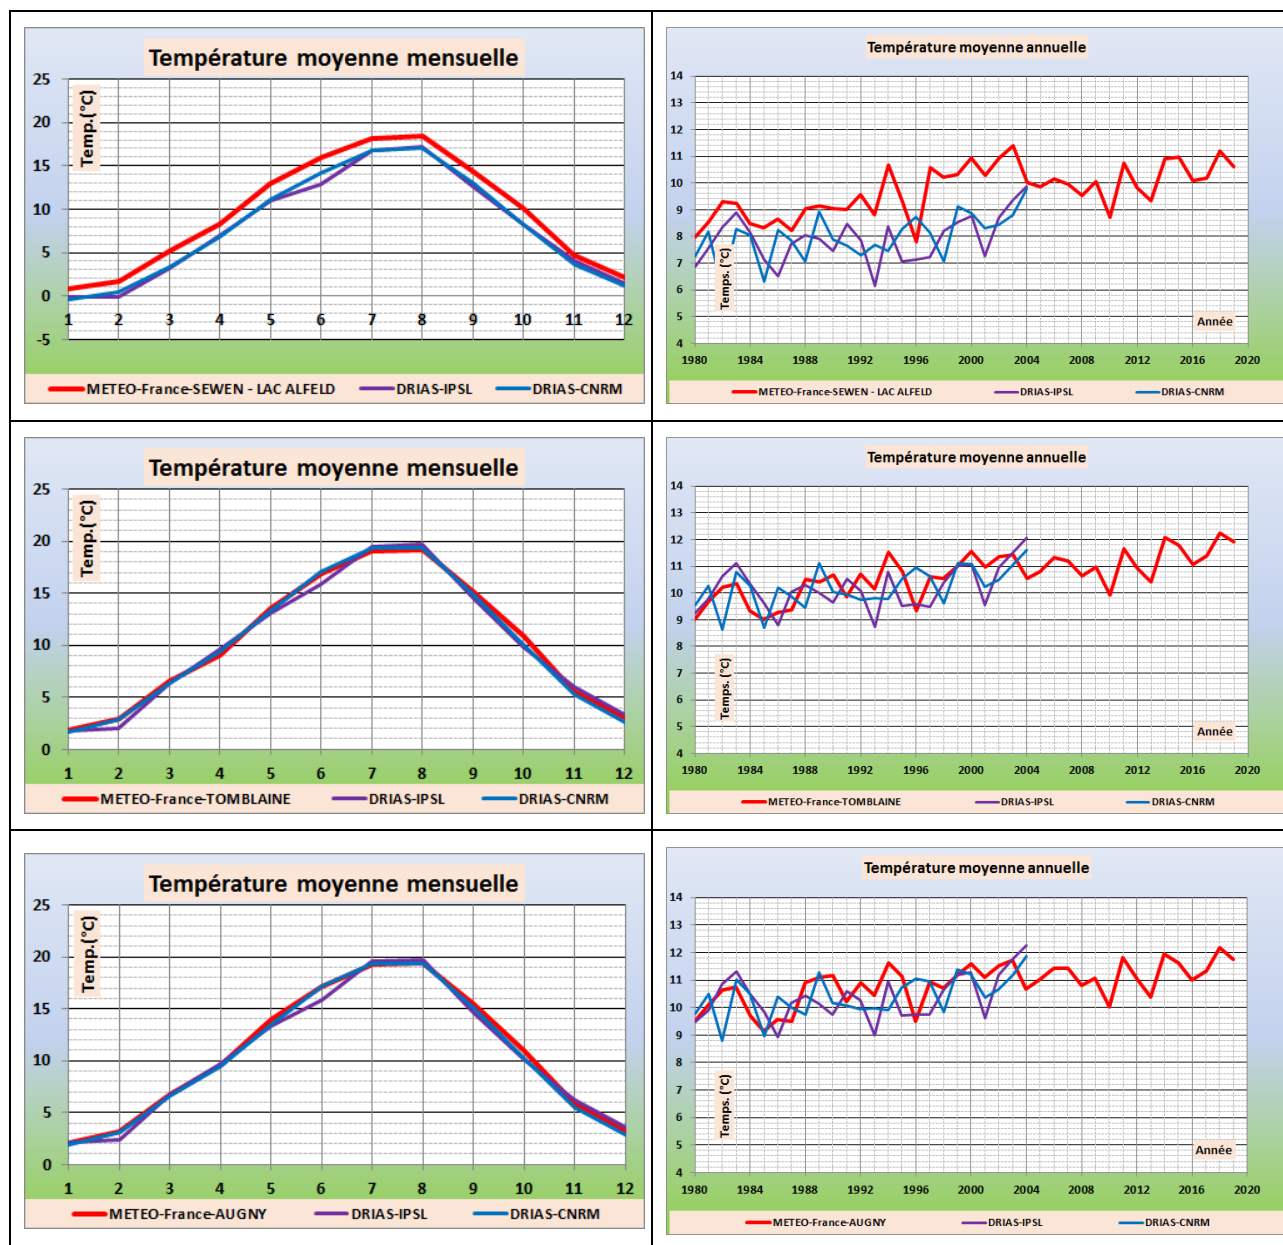 Température moyenne mensuelle
Temp.(°C)
25
20
15
10
5
0
-5
1 2 3 4 5 6 7 8 9 10 11 12
METEO-France-SEWEN - LAC ALFELD DRIAS-IPSL DRIAS-CNRM
Température moyenne annuelle
14
13
12
11
10
9
8
7
6
5
4
Temps. (°C)
Année
1980 1984 1988 1992 1996 2000 2004 2008 2012 2016 2020
METEO-France-SEWEN - LAC ALFELD DRIAS-IPSL DRIAS-CNRM
Température moyenne mensuelle
Temp.(°C)
25
20
15
10
5
0
1 2 3 4 5 6 7 8 9 10 11 12
METEO-France-TOMBLAINE DRIAS-IPSL DRIAS-CNRM
Température moyenne annuelle
14
13
12
11
10
9
8
7
6
5
4
Temps. (°C)
Année
1980 1984 1988 1992 1996 2000 2004 2008 2012 2016 2020
METEO-France-TOMBLAINE DRIAS-IPSL DRIAS-CNRM
Température moyenne mensuelle
Temp.(°C)
25
20
15
10
5
0
1 2 3 4 5 6 7 8 9 10 11 12
METEO-France-AUGNY DRIAS-IPSL DRIAS-CNRM
Température moyenne annuelle
14
13
12
11
10
9
8
7
6
5
4
Temps. (°C)
Année
1980 1984 1988 1992 1996 2000 2004 2008 2012 2016 2020
METEO-France-AUGNY DRIAS-IPSL DRIAS-CNRM